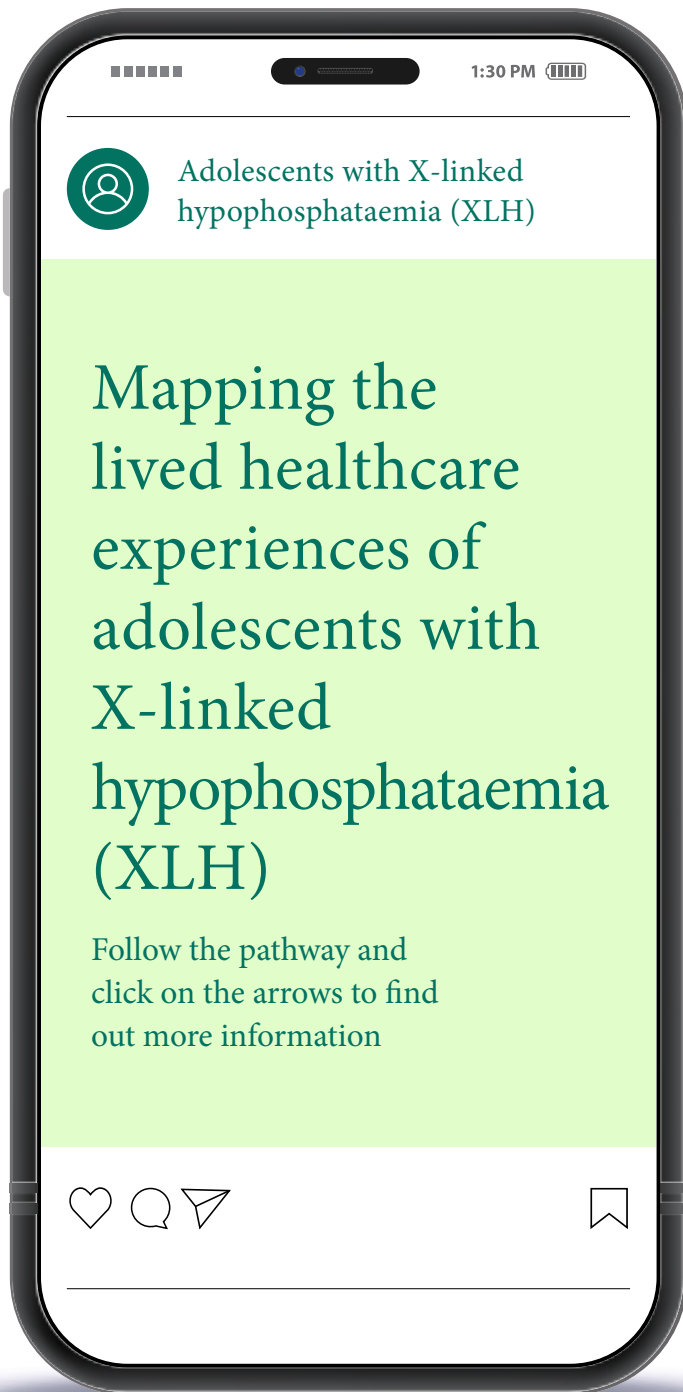 1:30 PM
Adolescents with X-linked
hypophosphataemia (XLH)
Mapping the
lived healthcare
experiences of
adolescents with
X-linked
hypophosphataemia
(XLH)
Follow the pathway and
click on the arrows to find
out more information